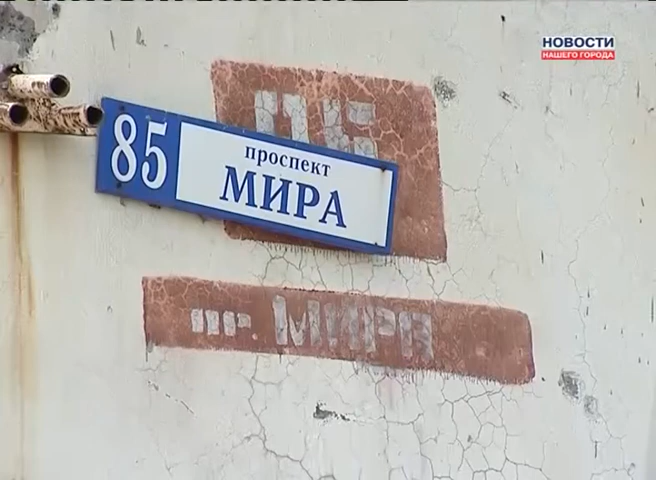 НОВОСТИ
НАШЕГО ГОРОДА
85
проспект
МИРА
пр. МИРА